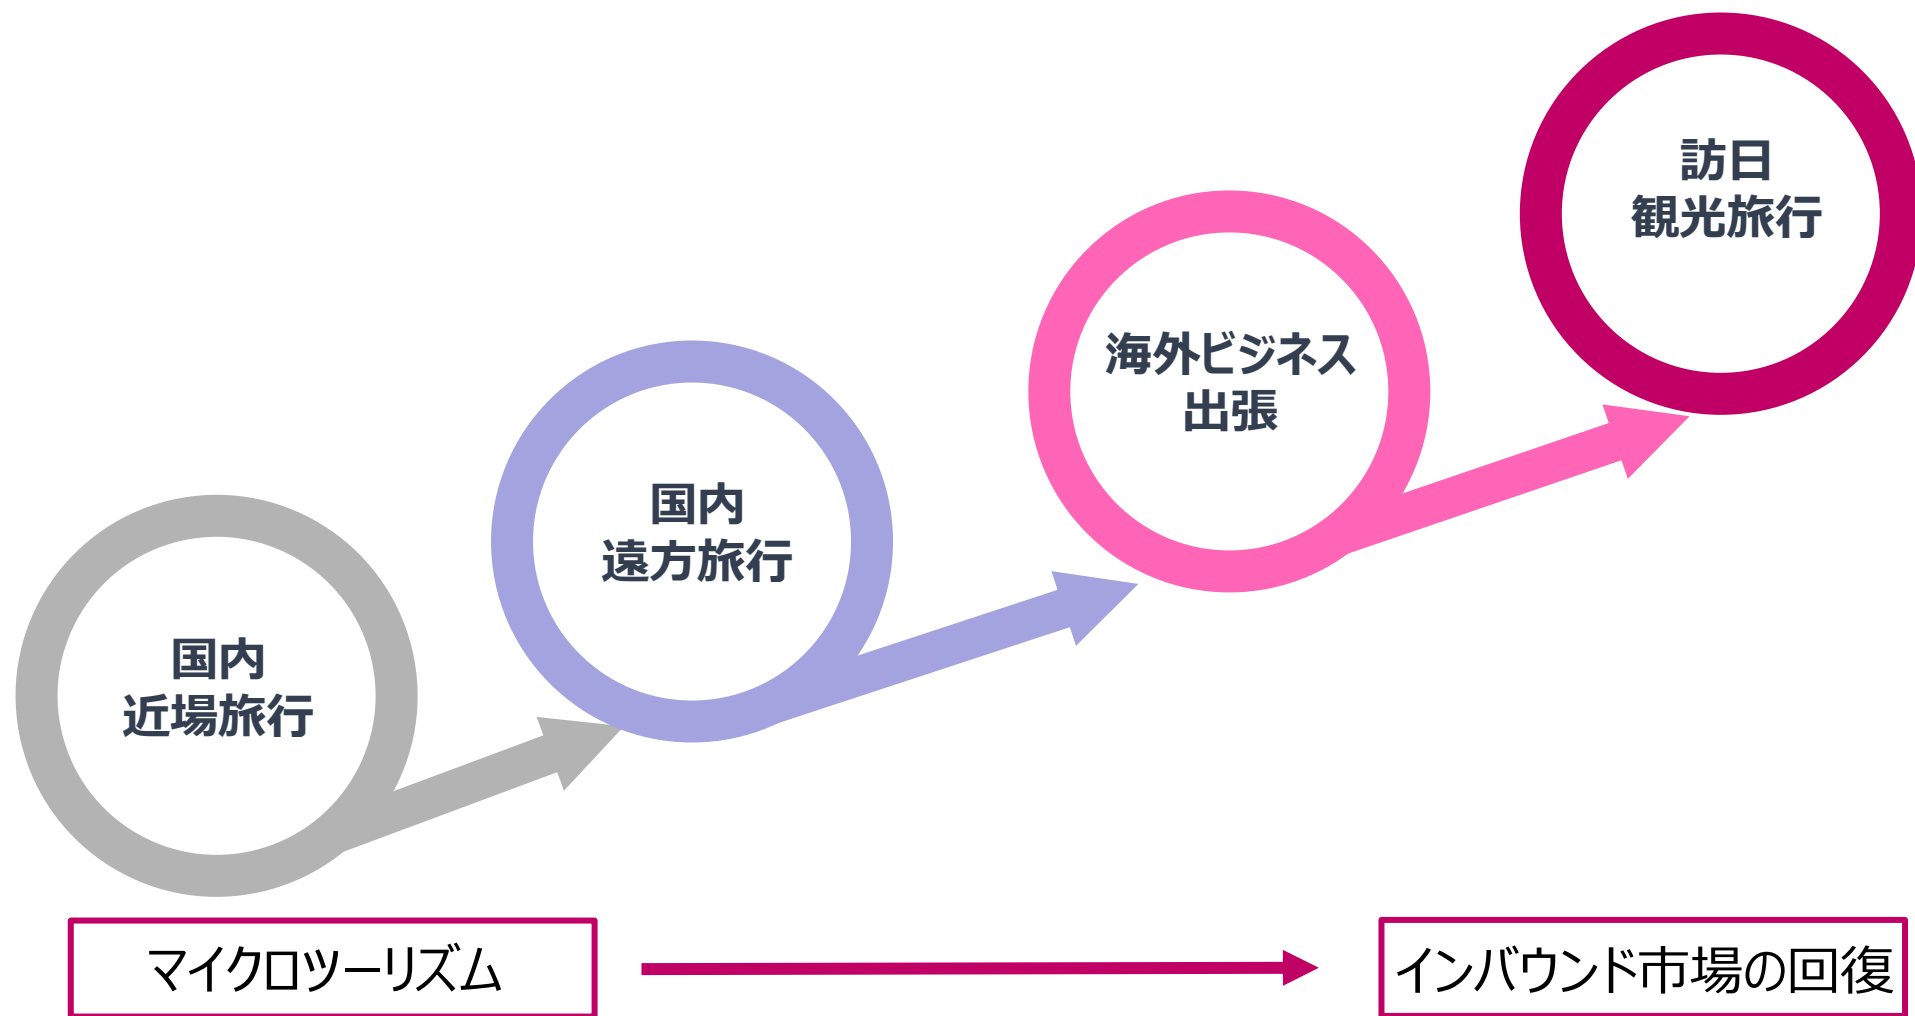 国内
近場旅行
国内
遠方旅行
海外ビジネス
出張
訪日
観光旅行
マイクロツーリズム
インバウンド市場の回復